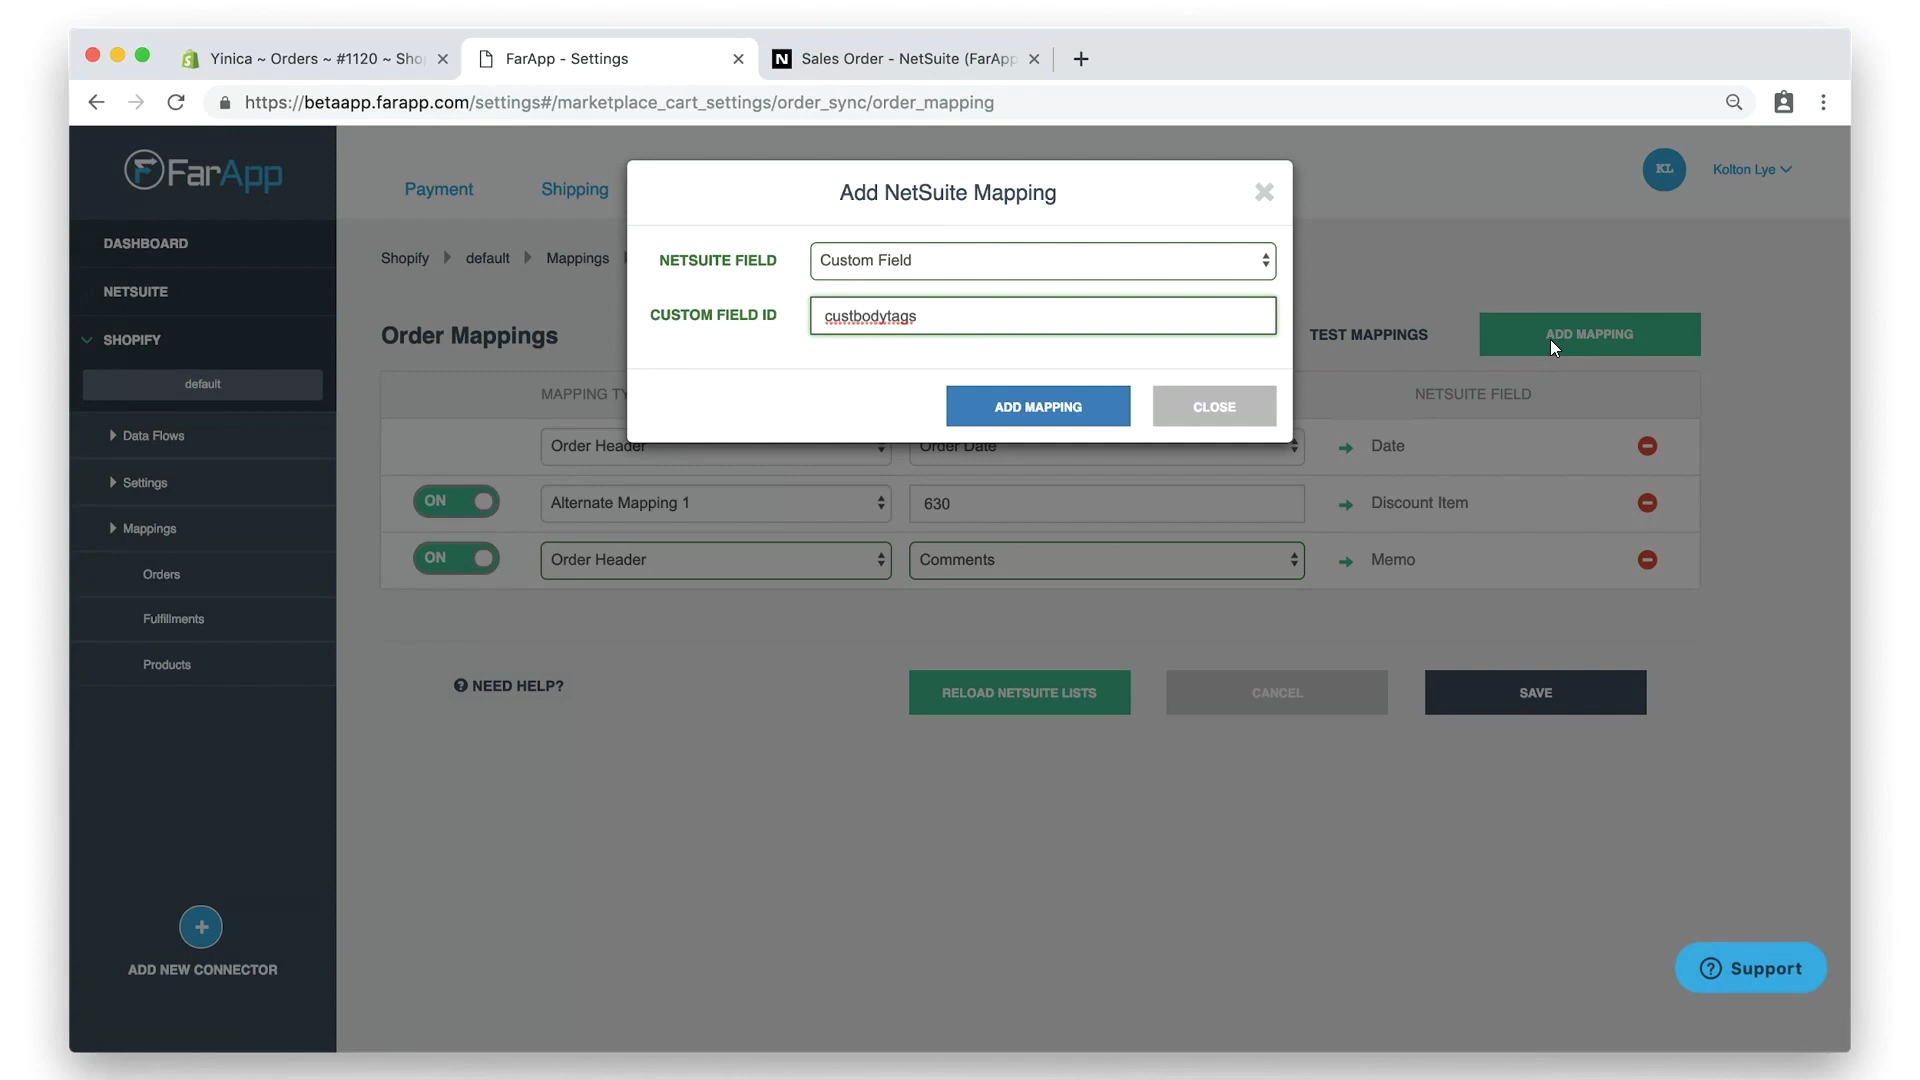 Yinica ~ Orders ~ #1120 ~ Sho
FarApp - Settings
Sales Order - NetSuite (FarApp
https://betaapp.farapp.com/settings#/marketplace_cart_settings/order_sync/order_mapping
FarApp
Payment
Shipping
KL
Kolton Lye
Add NetSuite Mapping
NETSUITE FIELD
Custom Field
CUSTOM FIELD ID
custbodytags
ADD MAPPING
CLOSE
DASHBOARD
NETSUITE
SHOPIFY
default
Data Flows
Settings
Mappings
Orders
Fulfillments
Products
ADD NEW CONNECTOR
Shopify default Mappings
Order Mappings
TEST MAPPINGS
ADD MAPPING
MAPPING TY
NETSUITE FIELD
Order Header
Order Date
Date
ON
Alternate Mapping 1
630
Discount Item
ON
Order Header
Comments
Memo
NEED HELP?
RELOAD NETSUITE LISTS
CANCEL
SAVE
Support